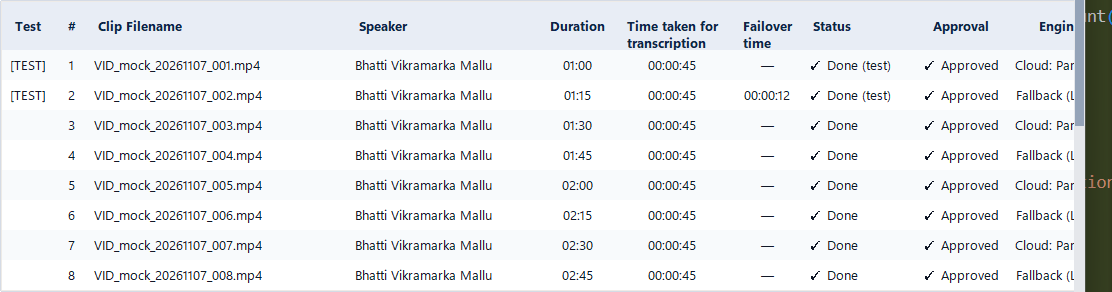 Test # Clip Filename Speaker Duration Time taken for transcription Failover time Status Approval Engin
[TEST] 1 VID_mock_20261107_001.mp4 Bhatti Vikramarka Mallu 01:00 00:00:45 — ✓ Done (test) ✓ Approved Cloud: Par
[TEST] 2 VID_mock_20261107_002.mp4 Bhatti Vikramarka Mallu 01:15 00:00:45 00:00:12 ✓ Done (test) ✓ Approved Fallback (L
3 VID_mock_20261107_003.mp4 Bhatti Vikramarka Mallu 01:30 00:00:45 — ✓ Done ✓ Approved Cloud: Par
4 VID_mock_20261107_004.mp4 Bhatti Vikramarka Mallu 01:45 00:00:45 — ✓ Done ✓ Approved Fallback (L
5 VID_mock_20261107_005.mp4 Bhatti Vikramarka Mallu 02:00 00:00:45 — ✓ Done ✓ Approved Cloud: Par
6 VID_mock_20261107_006.mp4 Bhatti Vikramarka Mallu 02:15 00:00:45 — ✓ Done ✓ Approved Fallback (L
7 VID_mock_20261107_007.mp4 Bhatti Vikramarka Mallu 02:30 00:00:45 — ✓ Done ✓ Approved Cloud: Par
8 VID_mock_20261107_008.mp4 Bhatti Vikramarka Mallu 02:45 00:00:45 — ✓ Done ✓ Approved Fallback (L